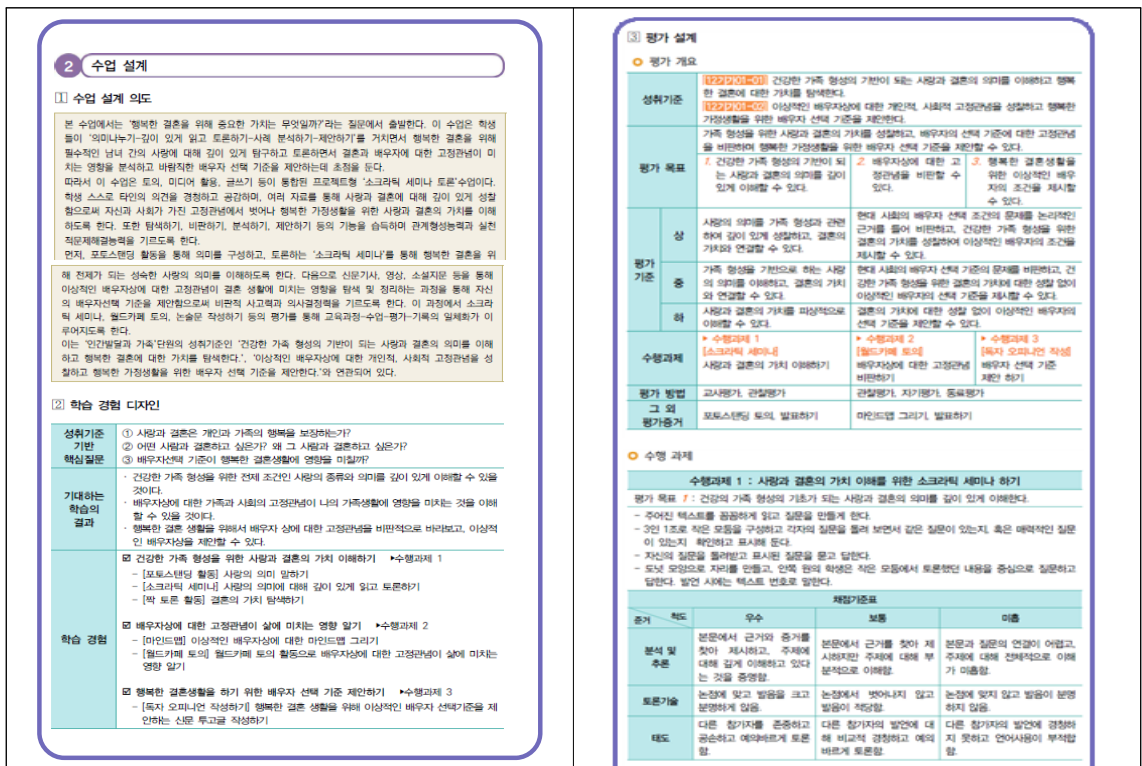 2 수업 설계
1 수업 설계 의도
본 수업에서는 '행복한 결혼을 위해 중요한 가치는 무엇일까?'라는 질문에서 출발한다. 이 수업은 학생
들이 '의미나누기-깊이 있게 읽고 토론하기-사례 분석하기-제안하기'를 거치면서 행복한 결혼을 위해
필수적인 남녀 간의 사랑에 대해 깊이 있게 탐구하고 토론하면서 결혼과 배우자에 대한 고정관념이 미
치는 영향을 분석하고 바람직한 배우자 선택 기준을 제안하는데 초점을 둔다.
따라서 이 수업은 토의, 미디어 활용, 글쓰기 등이 통합된 프로젝트형 '소크라틱 세미나 토론'수업이다.
학생 스스로 타인의 의견을 경청하고 공감하며, 여러 자료를 통해 사랑과 결혼에 대해 깊이 있게 성찰
함으로써 자신과 사회가 가진 고정관념에서 벗어나 행복한 가정생활을 위한 사랑과 결혼의 가치를 이해
하도록 한다. 또한 탐색하기, 비판하기, 분석하기, 제안하기 등의 기능을 습득하며 관계형성능력과 실천
적문제해결능력을 기르도록 한다.
먼저, 포토스탠딩 활동을 통해 의미를 구성하고, 토론하는 '소크라틱 세미나'를 통해 행복한 결혼을 위
해 전제가 되는 성숙한 사랑의 의미를 이해하도록 한다. 다음으로 신문기사, 영상, 소설지문 등을 통해
이상적인 배우자상에 대한 고정관념이 결혼 생활에 미치는 영향을 탐색 및 정리하는 과정을 통해 자신
의 배우자선택 기준을 제안함으로써 비판적 사고력과 의사결정력을 기르도록 한다. 이 과정에서 소크라
틱 세미나, 월드카페 토의, 논술문 작성하기 등의 평가를 통해 교육과정-수업-평가-기록의 일체화가 이
루어지도록 한다.
이는 '인간발달과 가족'단원의 성취기준인 '건강한 가족 형성의 기반이 되는 사랑과 결혼의 의미를 이해
하고 행복한 결혼에 대한 가치를 탐색한다.', '이상적인 배우자상에 대한 개인적, 사회적 고정관념을 성
찰하고 행복한 가정생활을 위한 배우자 선택 기준을 제안한다.'와 연관되어 있다.
2 학습 경험 디자인
성취기준
기반
핵심질문
① 사랑과 결혼은 개인과 가족의 행복을 보장하는가?
② 어떤 사람과 결혼하고 싶은가? 왜 그 사람과 결혼하고 싶은가?
③ 배우자선택 기준이 행복한 결혼생활에 영향을 미칠까?
기대하는
학습의
결과
· 건강한 가족 형성을 위한 전제 조건인 사랑의 종류와 의미를 깊이 있게 이해할 수 있을
것이다.
· 배우자상에 대한 가족과 사회의 고정관념이 나의 가족생활에 영향을 미치는 것을 이해
할 수 있을 것이다.
· 행복한 결혼 생활을 위해서 배우자 상에 대한 고정관념을 비판적으로 바라보고, 이상적
인 배우자상을 제안할 수 있다.
학습 경험
☑ 건강한 가족 형성을 위한 사랑과 결혼의 가치 이해하기 ▶수행과제 1
- [포토스탠딩 활동] 사랑의 의미 말하기
- [소크라틱 세미나] 사랑의 의미에 대해 깊이 있게 읽고 토론하기
- [짝 토론 활동] 결혼의 가치 탐색하기
☑ 배우자상에 대한 고정관념이 삶에 미치는 영향 알기 ▶수행과제 2
- [마인드맵] 이상적인 배우자상에 대한 마인드맵 그리기
- [월드카페 토의] 월드카페 토의 활동으로 배우자상에 대한 고정관념이 삶에 미치는
영향 알기
☑ 행복한 결혼생활을 하기 위한 배우자 선택 기준 제안하기 ▶수행과제 3
- [독자 오피니언 작성하기] 행복한 결혼 생활을 위해 이상적인 배우자 선택기준을 제
안하는 신문 투고글 작성하기
3 평가 설계
평가 개요
성취기준
[12기가01-01] 건강한 가족 형성의 기반이 되는 사랑과 결혼의 의미를 이해하고 행복
한 결혼에 대한 가치를 탐색한다.
[12기가01-02] 이상적인 배우자상에 대한 개인적, 사회적 고정관념을 성찰하고 행복한
가정생활을 위한 배우자 선택 기준을 제안한다.
평가 목표
가족 형성을 위한 사랑과 결혼의 가치를 성찰하고, 배우자의 선택 기준에 대한 고정관념
을 비판하며 행복한 가정생활을 위한 배우자 선택 기준을 제안할 수 있다.
1. 건강한 가족 형성의 기반이 되
는 사랑과 결혼의 의미를 깊이
있게 이해할 수 있다.
2. 배우자상에 대한 고
정관념을 비판할 수
있다.
3. 행복한 결혼생활을
위한 이상적인 배우
자의 조건을 제시할
수 있다.
평가
기준
상
사랑의 의미를 가족 형성과 관련
하여 깊이 있게 성찰하고, 결혼의
가치와 연결할 수 있다.
현대 사회의 배우자 선택 조건의 문제를 논리적인
근거를 들어 비판하고, 건강한 가족 형성을 위한
결혼의 가치를 성찰하여 이상적인 배우자의 조건을
제시할 수 있다.
중
가족 형성을 기반으로 하는 사랑
의 의미를 이해하고, 결혼의 가치
와 연결할 수 있다.
현대 사회의 배우자 선택 기준의 문제를 비판하고, 건
강한 가족 형성을 위한 결혼의 가치에 대한 성찰 없이
이상적인 배우자의 선택 기준을 제시할 수 있다.
하
사랑과 결혼의 가치를 피상적으로
이해할 수 있다.
결혼의 가치에 대한 성찰 없이 이상적인 배우자의
선택 기준을 제안할 수 있다.
수행과제
▶ 수행과제 1
[소크라틱 세미나]
사랑과 결혼의 가치 이해하기
▶ 수행과제 2
[월드카페 토의]
배우자상에 대한 고정관념
비판하기
▶ 수행과제 3
[독자 오피니언 작성]
배우자 선택 기준
제안 하기
평가 방법
교사평가, 관찰평가
관찰평가, 자기평가, 동료평가
그 외
평가증거
포토스탠딩 토의, 발표하기
마인드맵 그리기, 발표하기
수행 과제
수행과제 1 : 사랑과 결혼의 가치 이해를 위한 소크라틱 세미나 하기
평가 목표 1 : 건강의 가족 형성의 기초가 되는 사랑과 결혼의 의미를 깊이 있게 이해한다.
- 주어진 텍스트를 꼼꼼하게 읽고 질문을 만들게 한다.
- 3인 1조로 작은 모둠을 구성하고 각자의 질문을 돌려 보면서 같은 질문이 있는지, 혹은 매력적인 질문
이 있는지 확인하고 표시해 둔다.
- 자신의 질문을 돌려받고 표시된 질문을 묻고 답한다.
- 도넛 모양으로 자리를 만들고, 안쪽 원의 학생은 작은 모둠에서 토론했던 내용을 중심으로 질문하고
답한다. 발언 시에는 텍스트 번호로 말한다.
채점기준표
준거 척도
우수
보통
미흡
분석 및
추론
본문에서 근거와 증거를
찾아 제시하고, 주제에
대해 깊게 이해하고 있다
는 것을 증명함.
본문에서 근거를 찾아 제
시하지만 주제에 대해 부
분적으로 이해함.
본문과 질문의 연결이 어렵고,
주제에 대해 전체적으로 이해
가 미흡함.
토론기술
논점에 맞고 발음을 크고
분명하게 않음.
논점에서 벗어나지 않고
발음이 적당함.
논점에 맞지 않고 발음이 분명
하지 않음.
태도
다른 참가자를 존중하고
공손하고 예의바르게 토론
함.
다른 참가자의 발언에 대
해 비교적 경청하고 예의
바르게 토론함.
다른 참가자의 발언에 경청하
지 못하고 언어사용이 부적합
함.